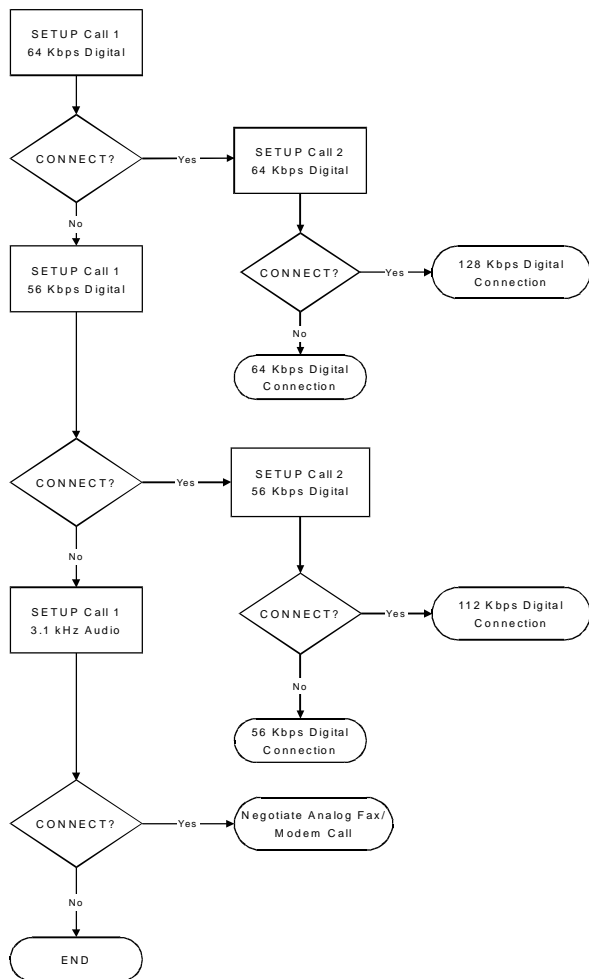 SETUP Call 1
64 Kbps Digital
CONNECT?
Yes
SETUP Call 2
64 Kbps Digital
No
SETUP Call 1
56 Kbps Digital
CONNECT?
Yes
128 Kbps Digital
Connection
No
64 Kbps Digital
Connection
CONNECT?
Yes
SETUP Call 2
56 Kbps Digital
No
SETUP Call 1
3.1 kHz Audio
CONNECT?
Yes
112 Kbps Digital
Connection
No
56 Kbps Digital
Connection
CONNECT?
Yes
Negotiate Analog Fax/
Modem Call
No
END